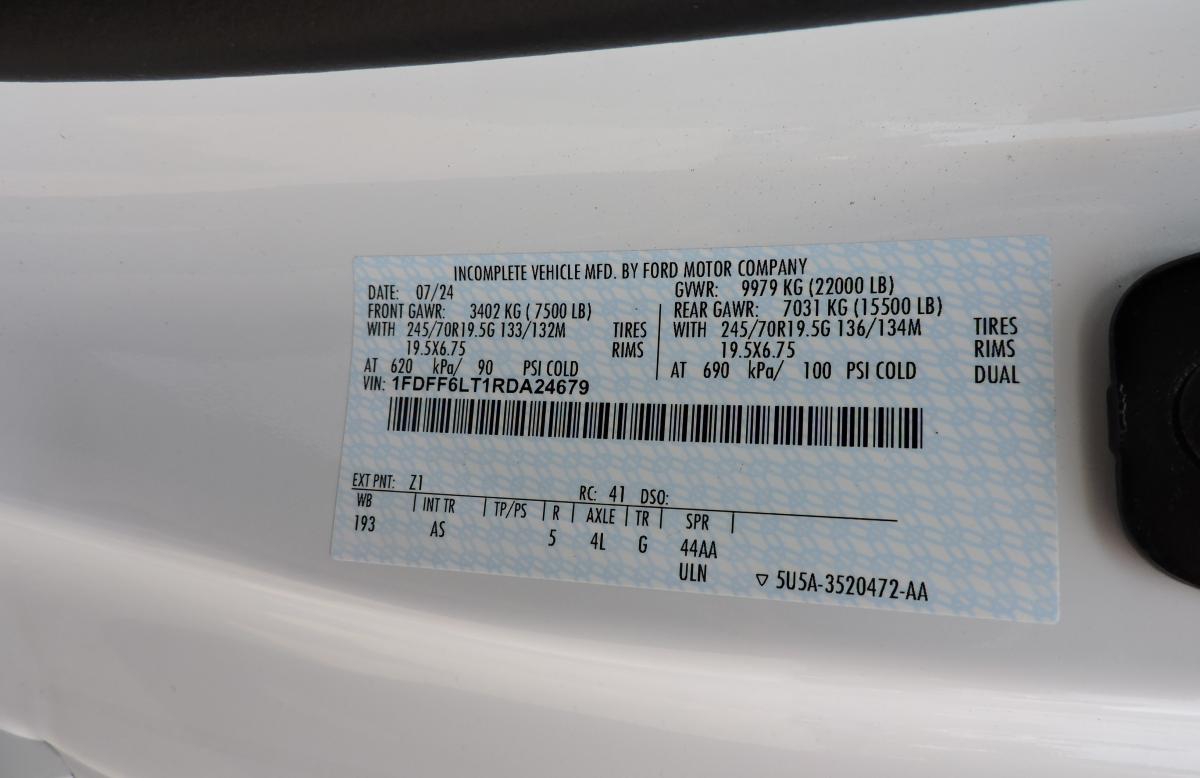 INCOMPLETE VEHICLE MFD. BY FORD MOTOR COMPANY
DATE: 07/24 GVWR: 9979 KG (22000 LB)
FRONT GAWR: 3402 KG ( 7500 LB) REAR GAWR: 7031 KG (15500 LB)
WITH 245/70R19.5G 133/132M TIRES WITH 245/70R19.5G 136/134M TIRES
19.5X6.75 RIMS 19.5X6.75 RIMS
AT 620 kPa/ 90 PSI COLD AT 690 kPa/ 100 PSI COLD DUAL
VIN: 1FDFF6LT1RDA24679
EXT PNT: Z1 RC: 41 DSO:
WB INT TR TP/PS R AXLE TR SPR
193 AS 5 4L G 44AA
ULN ▽ 5U5A-3520472-AA